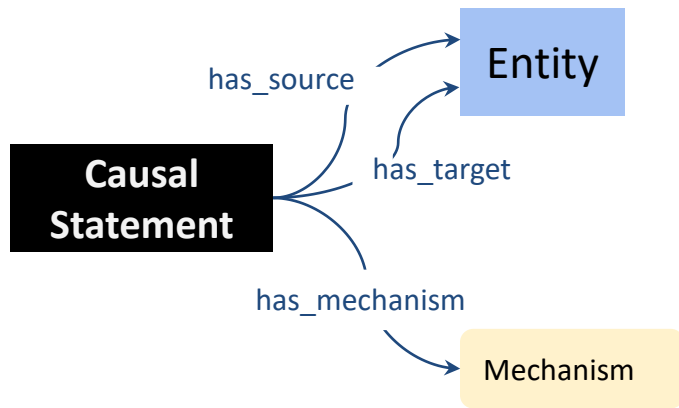 Entity
has_source
has_target
Causal
Statement
has_mechanism
Mechanism